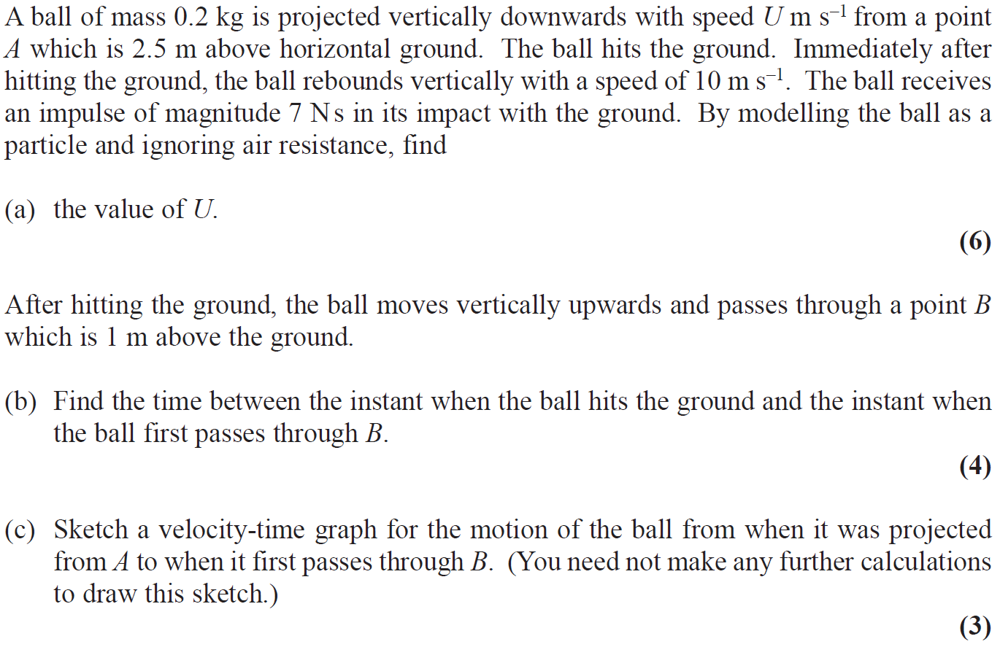 A ball of mass 0.2 kg is projected vertically downwards with speed U m s⁻¹ from a point
A which is 2.5 m above horizontal ground. The ball hits the ground. Immediately after
hitting the ground, the ball rebounds vertically with a speed of 10 m s⁻¹. The ball receives
an impulse of magnitude 7 N s in its impact with the ground. By modelling the ball as a
particle and ignoring air resistance, find
(a) the value of U.
(6)
After hitting the ground, the ball moves vertically upwards and passes through a point B
which is 1 m above the ground.
(b) Find the time between the instant when the ball hits the ground and the instant when
the ball first passes through B.
(4)
(c) Sketch a velocity-time graph for the motion of the ball from when it was projected
from A to when it first passes through B. (You need not make any further calculations
to draw this sketch.)
(3)